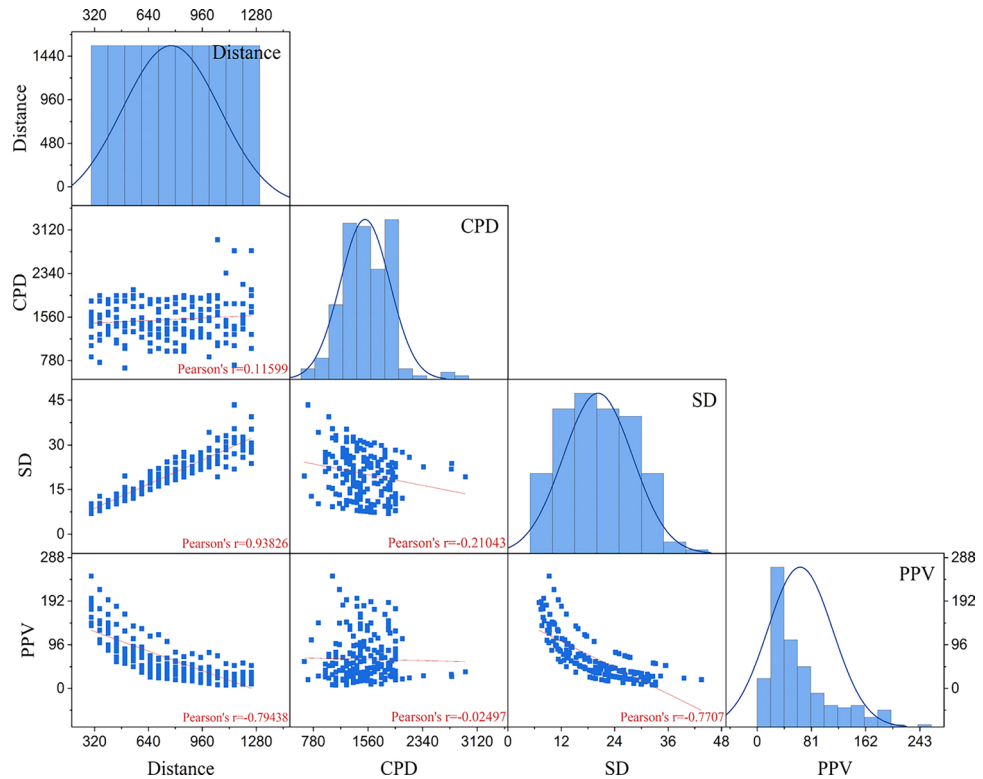 320 640 960 1280
Distance
1440
960
480
0
Distance
CPD
3120
2340
1560
780
CPD
Pearson's r=0.11599
SD
45
30
15
0
SD
Pearson's r=0.93826
Pearson's r=-0.21043
PPV
288
192
96
0
PPV
288
192
96
0
Pearson's r=-0.79438
Pearson's r=-0.02497
Pearson's r=-0.7707
320 640 960 1280
780 1560 2340 3120
0 12 24 36 48
0 81 162 243
Distance
CPD
SD
PPV